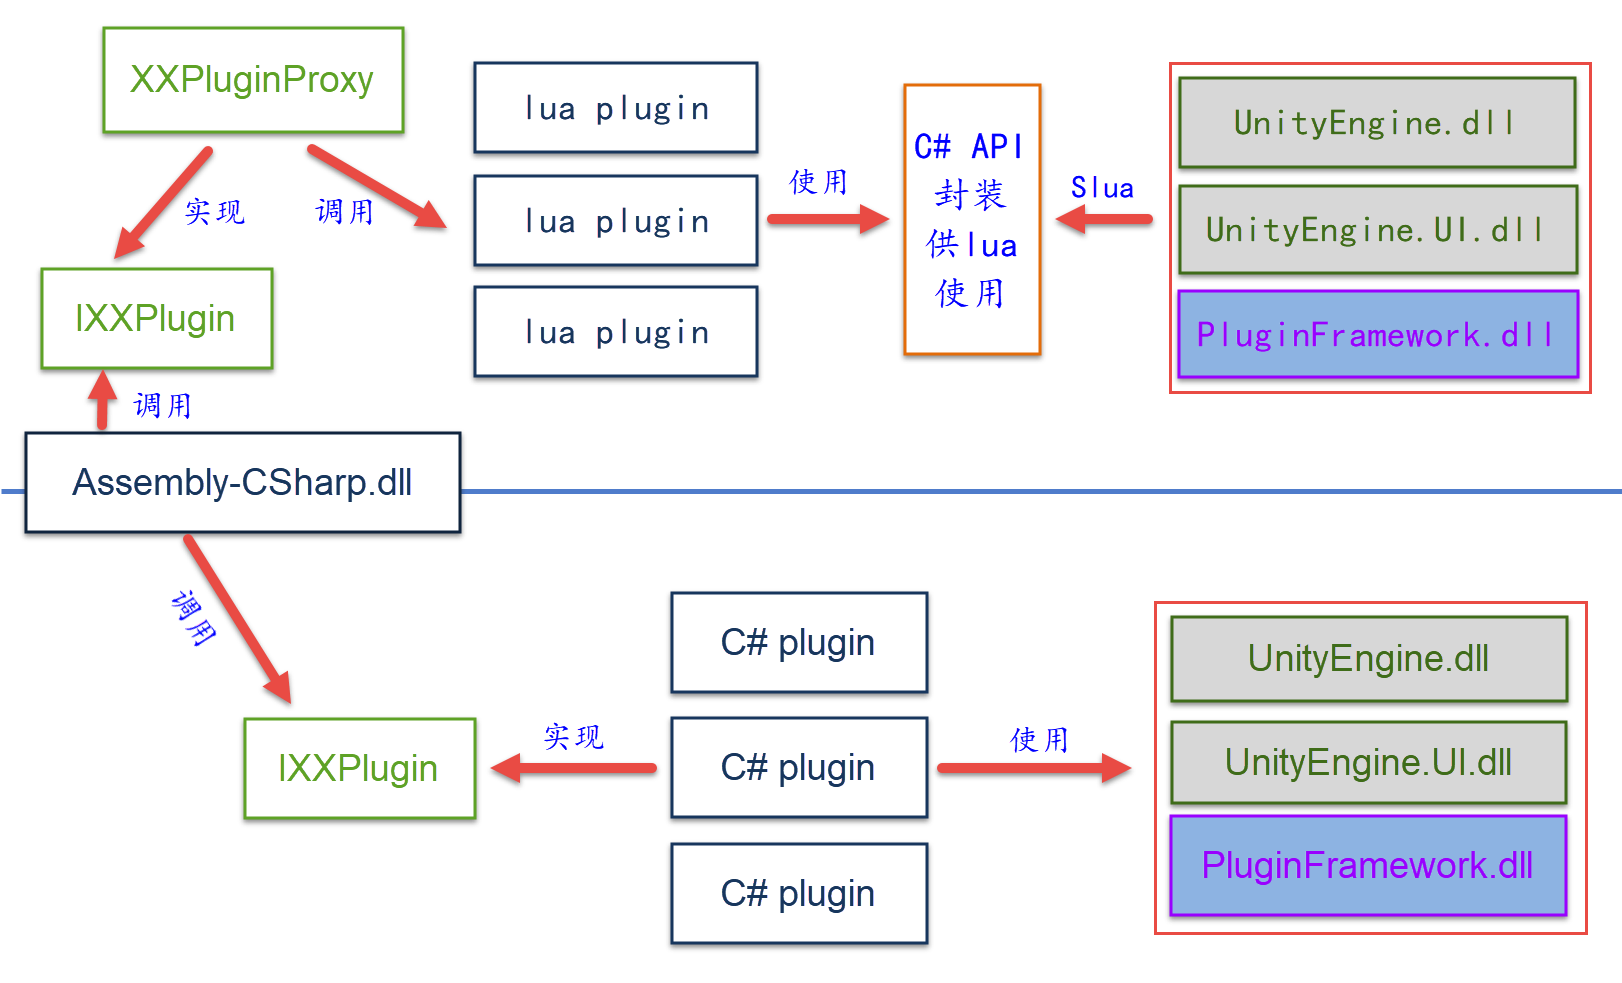 XXPluginProxy
实现
调用
IXXPlugin
调用
lua plugin
lua plugin
lua plugin
使用
C# API
封装
供lua
使用
Slua
UnityEngine.dll
UnityEngine.UI.dll
PluginFramework.dll
Assembly-CSharp.dll
调用
IXXPlugin
实现
C# plugin
C# plugin
C# plugin
使用
UnityEngine.dll
UnityEngine.UI.dll
PluginFramework.dll